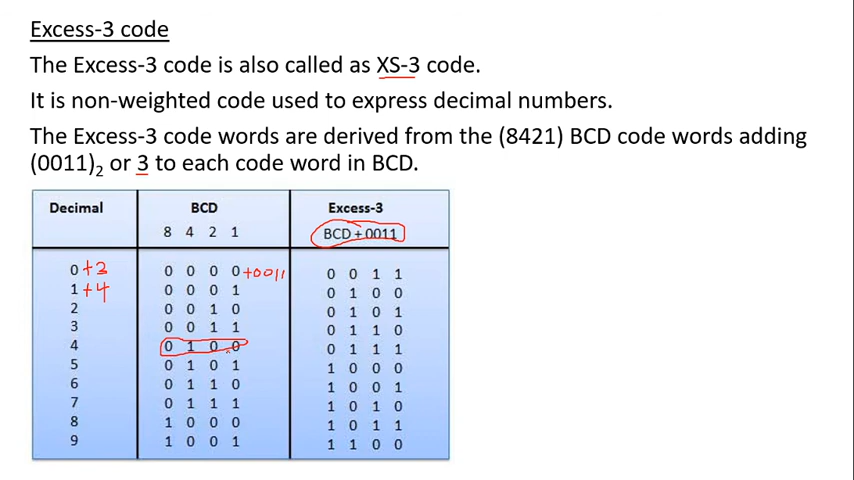 Excess-3 code
The Excess-3 code is also called as XS-3 code.
It is non-weighted code used to express decimal numbers.
The Excess-3 code words are derived from the (8421) BCD code words adding
(0011)2 or 3 to each code word in BCD.
Decimal BCD Excess-3
8 4 2 1 BCD + 0011
0 +3 0 0 0 0 +0011 0 0 1 1
1 +4 0 0 0 1 0 1 0 0
2 0 0 1 0 0 1 0 1
3 0 0 1 1 0 1 1 0
4 0 1 0 0 0 1 1 1
5 0 1 0 1 1 0 0 0
6 0 1 1 0 1 0 0 1
7 0 1 1 1 1 0 1 0
8 1 0 0 0 1 0 1 1
9 1 0 0 1 1 1 0 0